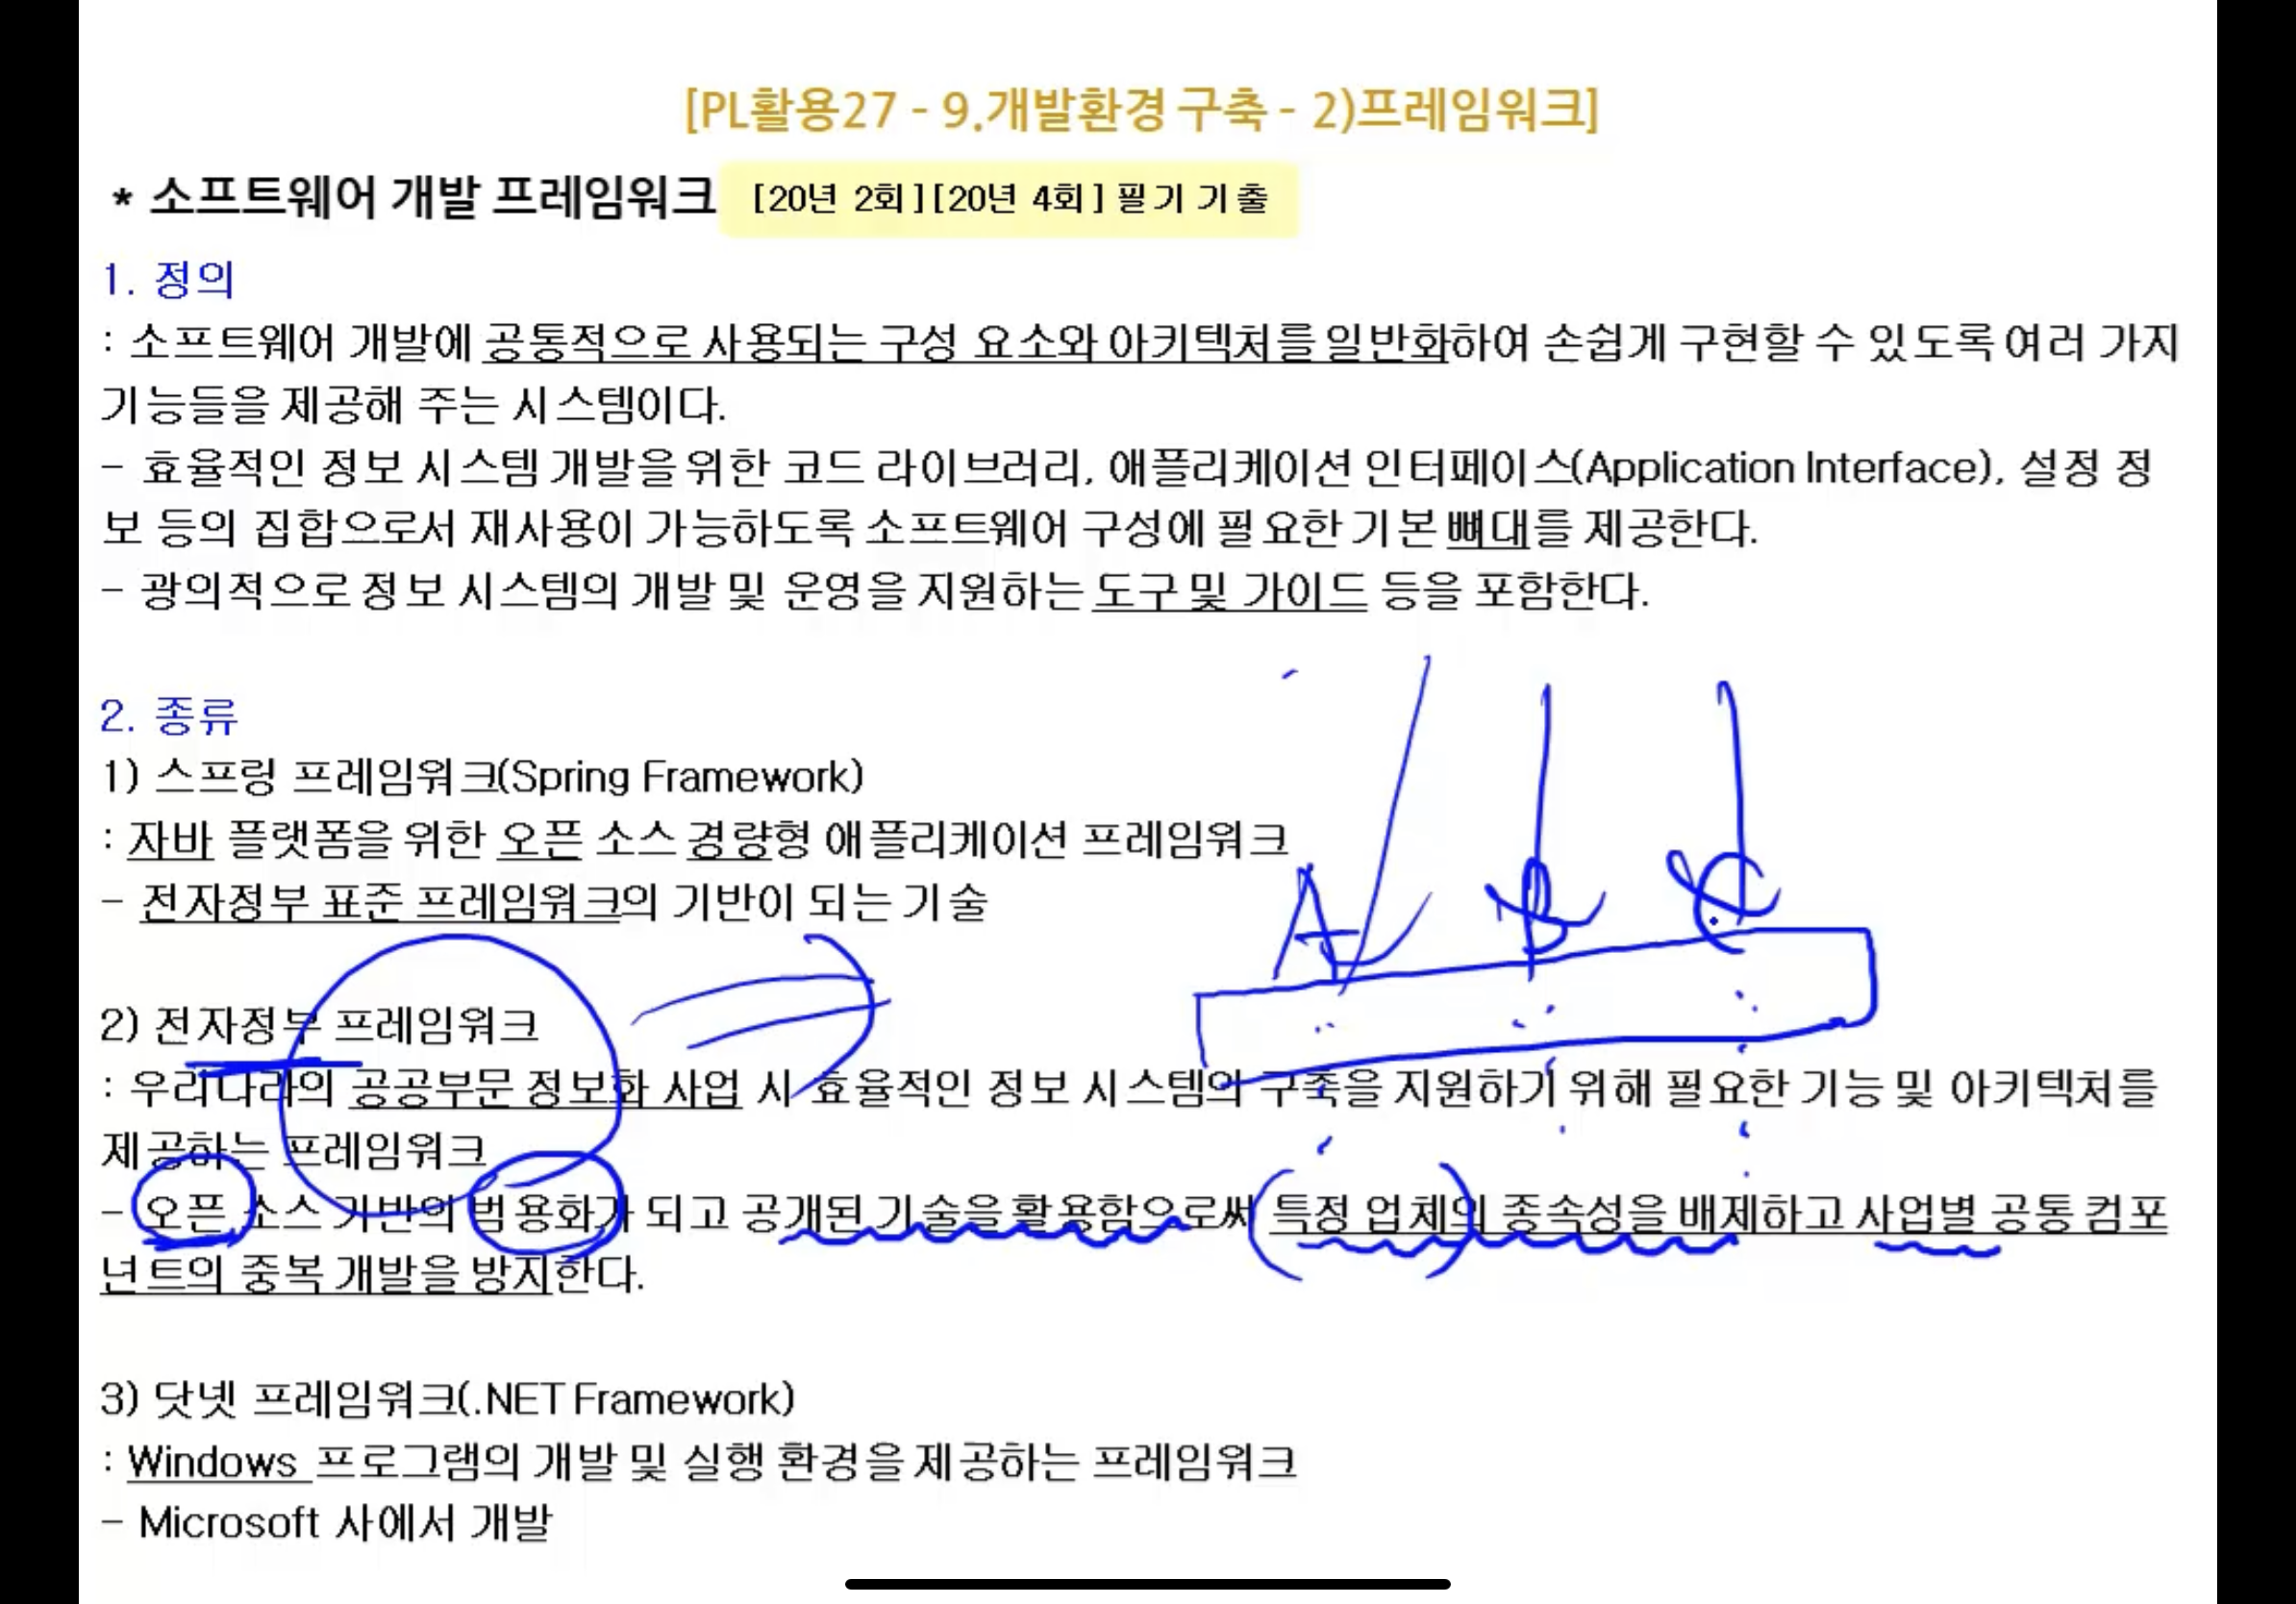 [PL활용27 - 9.개발환경 구축 - 2)프레임워크]
* 소프트웨어 개발 프레임워크 [20년 2회][20년 4회] 필기 기출
1. 정의
: 소프트웨어 개발에 공통적으로 사용되는 구성 요소와 아키텍처를 일반화하여 손쉽게 구현할 수 있도록 여러 가지
기능들을 제공해 주는 시스템이다.
- 효율적인 정보 시스템 개발을 위한 코드 라이브러리, 애플리케이션 인터페이스(Application Interface), 설정 정
보 등의 집합으로서 재사용이 가능하도록 소프트웨어 구성에 필요한 기본 뼈대를 제공한다.
- 광의적으로 정보 시스템의 개발 및 운영을 지원하는 도구 및 가이드 등을 포함한다.
2. 종류
1) 스프링 프레임워크(Spring Framework)
: 자바 플랫폼을 위한 오픈 소스 경량형 애플리케이션 프레임워크
- 전자정부 표준 프레임워크의 기반이 되는 기술
A B C
2) 전자정부 프레임워크
: 우리나라의 공공부문 정보화 사업 시 효율적인 정보 시스템의 구축을 지원하기 위해 필요한 기능 및 아키텍처를
제공하는 프레임워크
- 오픈 소스 기반의 범용화가 되고 공개된 기술을 활용함으로써 특정 업체의 종속성을 배제하고 사업별 공통 컴포
넌트의 중복 개발을 방지한다.
3) 닷넷 프레임워크(.NET Framework)
: Windows 프로그램의 개발 및 실행 환경을 제공하는 프레임워크
- Microsoft 사에서 개발